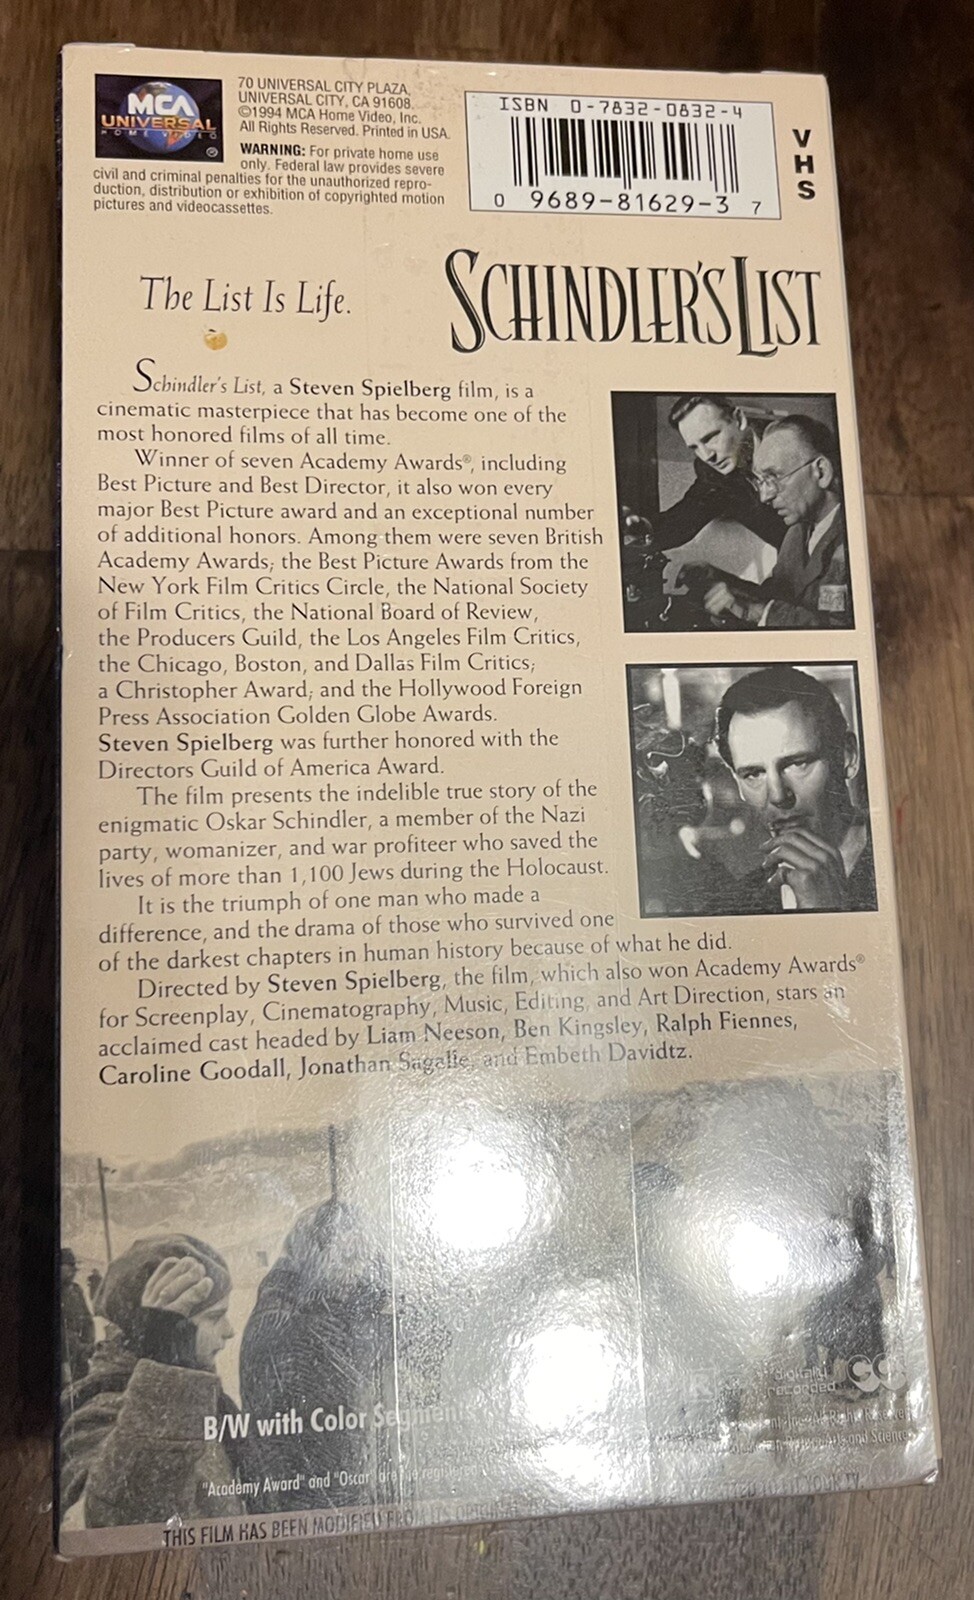 MCA
UNIVERSAL
HOME VIDEO
70 UNIVERSAL CITY PLAZA,
UNIVERSAL CITY, CA 91608.
©1994 MCA Home Video, Inc.
All Rights Reserved. Printed in USA.
WARNING: For private home use
only. Federal law provides severe
civil and criminal penalties for the unauthorized repro-
duction, distribution or exhibition of copyrighted motion
pictures and videocassettes.
ISBN 0-7832-0832-4
0 9689-81629-3 7
VHS
The List Is Life.
SCHINDLER'S LIST
Schindler's List, a Steven Spielberg film, is a
cinematic masterpiece that has become one of the
most honored films of all time.
Winner of seven Academy Awards®, including
Best Picture and Best Director, it also won every
major Best Picture award and an exceptional number
of additional honors. Among them were seven British
Academy Awards; the Best Picture Awards from the
New York Film Critics Circle, the National Society
of Film Critics, the National Board of Review,
the Producers Guild, the Los Angeles Film Critics,
the Chicago, Boston, and Dallas Film Critics;
a Christopher Award; and the Hollywood Foreign
Press Association Golden Globe Awards.
Steven Spielberg was further honored with the
Directors Guild of America Award.
The film presents the indelible true story of the
enigmatic Oskar Schindler, a member of the Nazi
party, womanizer, and war profiteer who saved the
lives of more than 1,100 Jews during the Holocaust.
It is the triumph of one man who made a
difference, and the drama of those who survived one
of the darkest chapters in human history because of what he did.
Directed by Steven Spielberg, the film, which also won Academy Awards®
for Screenplay, Cinematography, Music, Editing, and Art Direction, stars an
acclaimed cast headed by Liam Neeson, Ben Kingsley, Ralph Fiennes,
Caroline Goodall, Jonathan Sagalle, and Embeth Davidtz.
digitally
recorded
B/W with Color Segments
"Academy Award" and "Oscar" are the registered
and Sciences
THIS FILM HAS BEEN MODIFIED FROM ITS ORIGINAL
YOUR TV